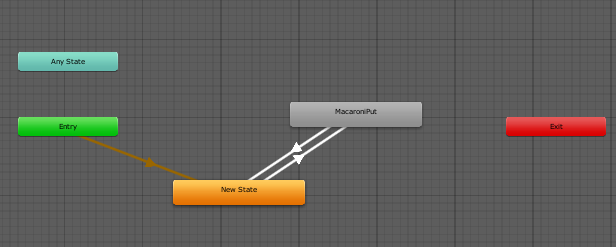 Any State
MacaroniPut
Entry
Exit
New State